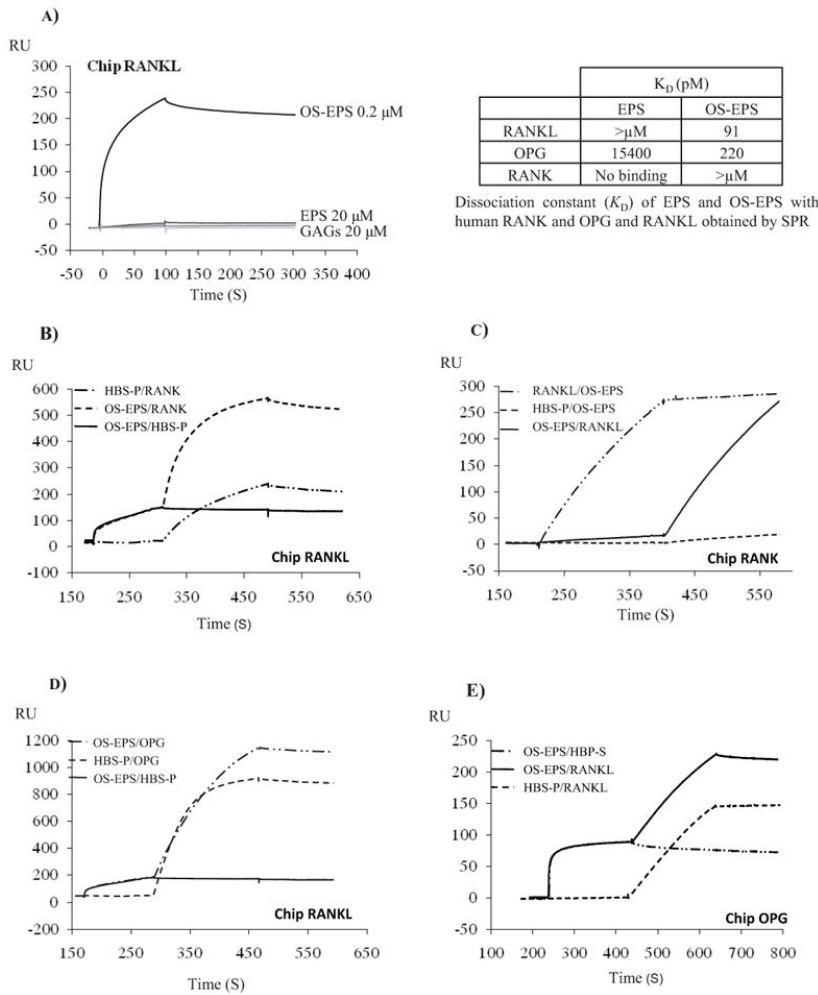 A)
RU
300
250
200
150
100
50
0
-50
Chip RANKL
OS-EPS 0.2 µM
EPS 20 µM
GAGs 20 µM
-50 0 50 100 150 200 250 300 350 400
Time (S)
KD (pM)
EPS OS-EPS
RANKL >µM 91
OPG 15400 220
RANK No binding >µM
Dissociation constant (KD) of EPS and OS-EPS with
human RANK and OPG and RANKL obtained by SPR
B)
RU
600
500
400
300
200
100
0
-100
HBS-P/RANK
OS-EPS/RANK
OS-EPS/HBS-P
Chip RANKL
150 250 350 450 550 650
Time (S)
C)
RU
300
250
200
150
100
50
0
-50
RANKL/OS-EPS
HBS-P/OS-EPS
OS-EPS/RANKL
Chip RANK
150 250 350 450 550
Time (S)
D)
RU
1200
1000
800
600
400
200
0
-200
OS-EPS/OPG
HBS-P/OPG
OS-EPS/HBS-P
Chip RANKL
150 250 350 450 550 650
Time (S)
E)
RU
250
200
150
100
50
0
-50
OS-EPS/HBP-S
OS-EPS/RANKL
HBS-P/RANKL
Chip OPG
100 200 300 400 500 600 700 800
Time (S)